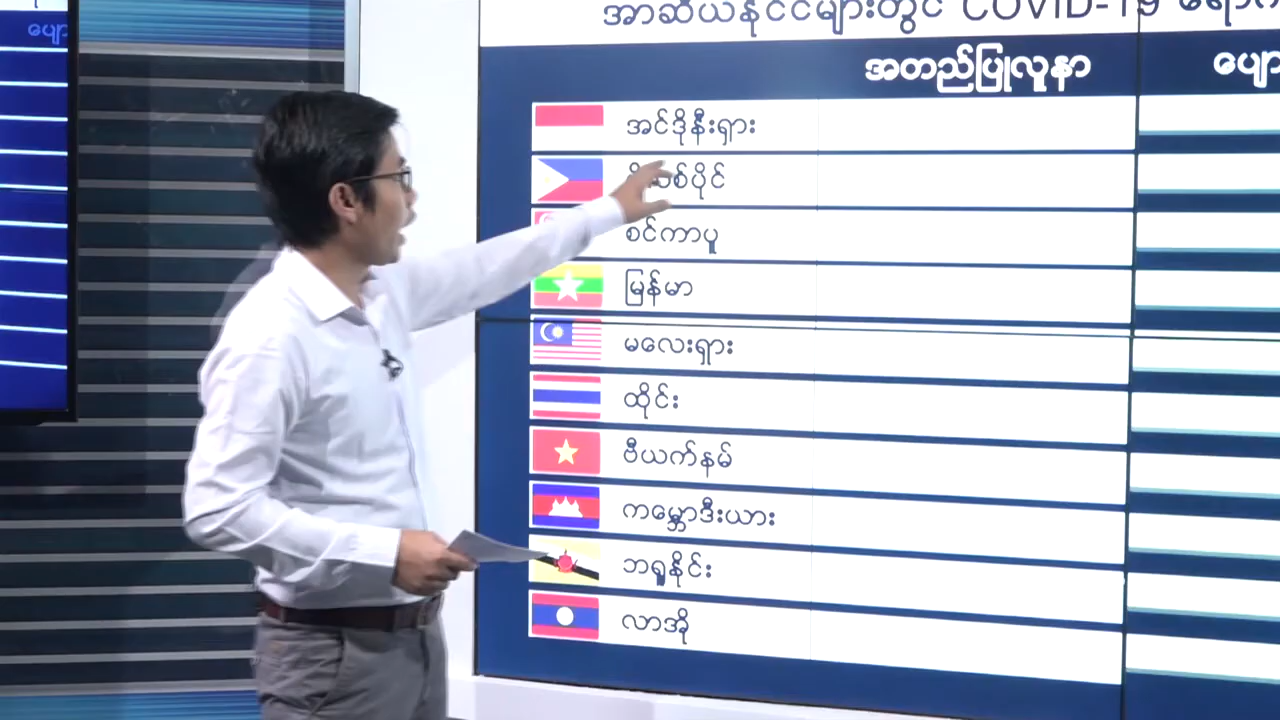 အာဆီယံနိုင်ငံများတွင် COVID-19
အတည်ပြုလူနာ
အင်ဒိုနီးရှား
စင်ကာပူ
မြန်မာ
မလေးရှား
ထိုင်း
ဗီယက်နမ်
ကမ္ဘောဒီးယား
ဘရူနိုင်း
လာအို